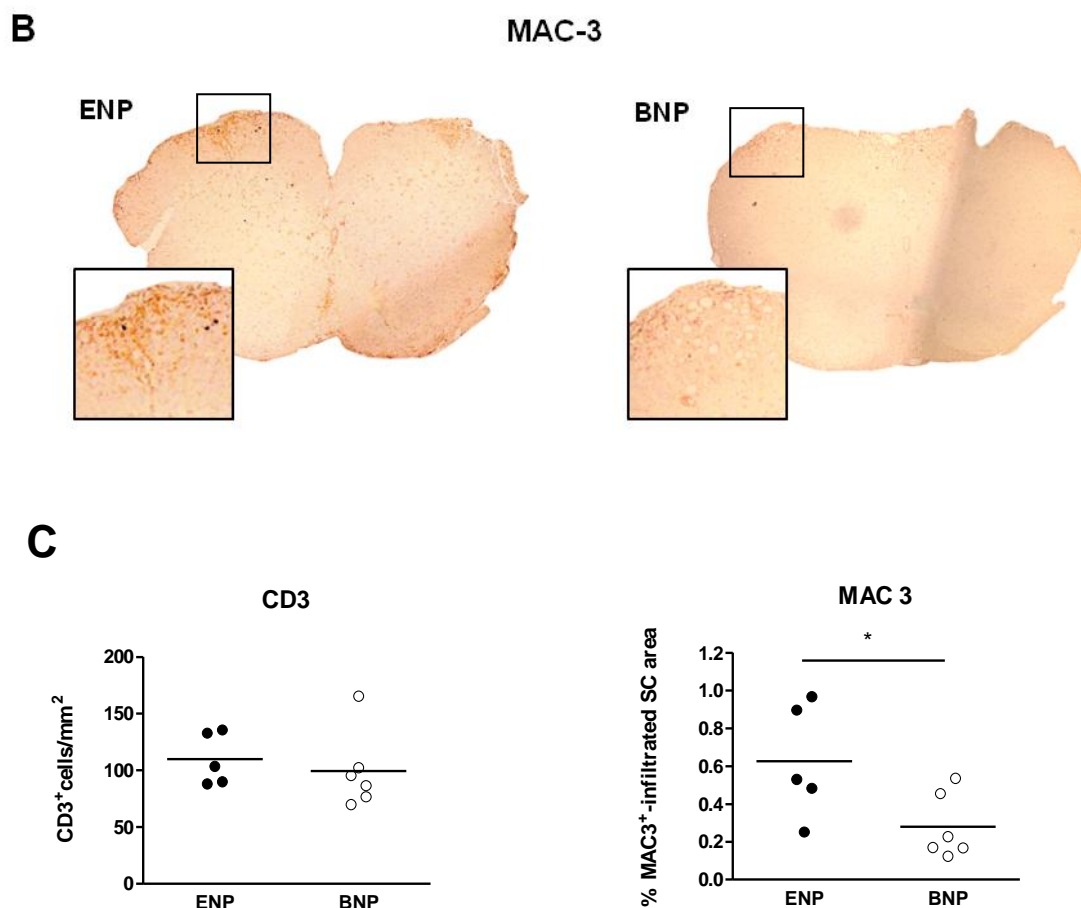 B
MAC-3
ENP
BNP
C
CD3
CD3+cells/mm2
200
150
100
50
0
ENP
BNP
MAC 3
% MAC3+-infiltrated SC area
*
1.2
1.0
0.8
0.6
0.4
0.2
0.0
ENP
BNP